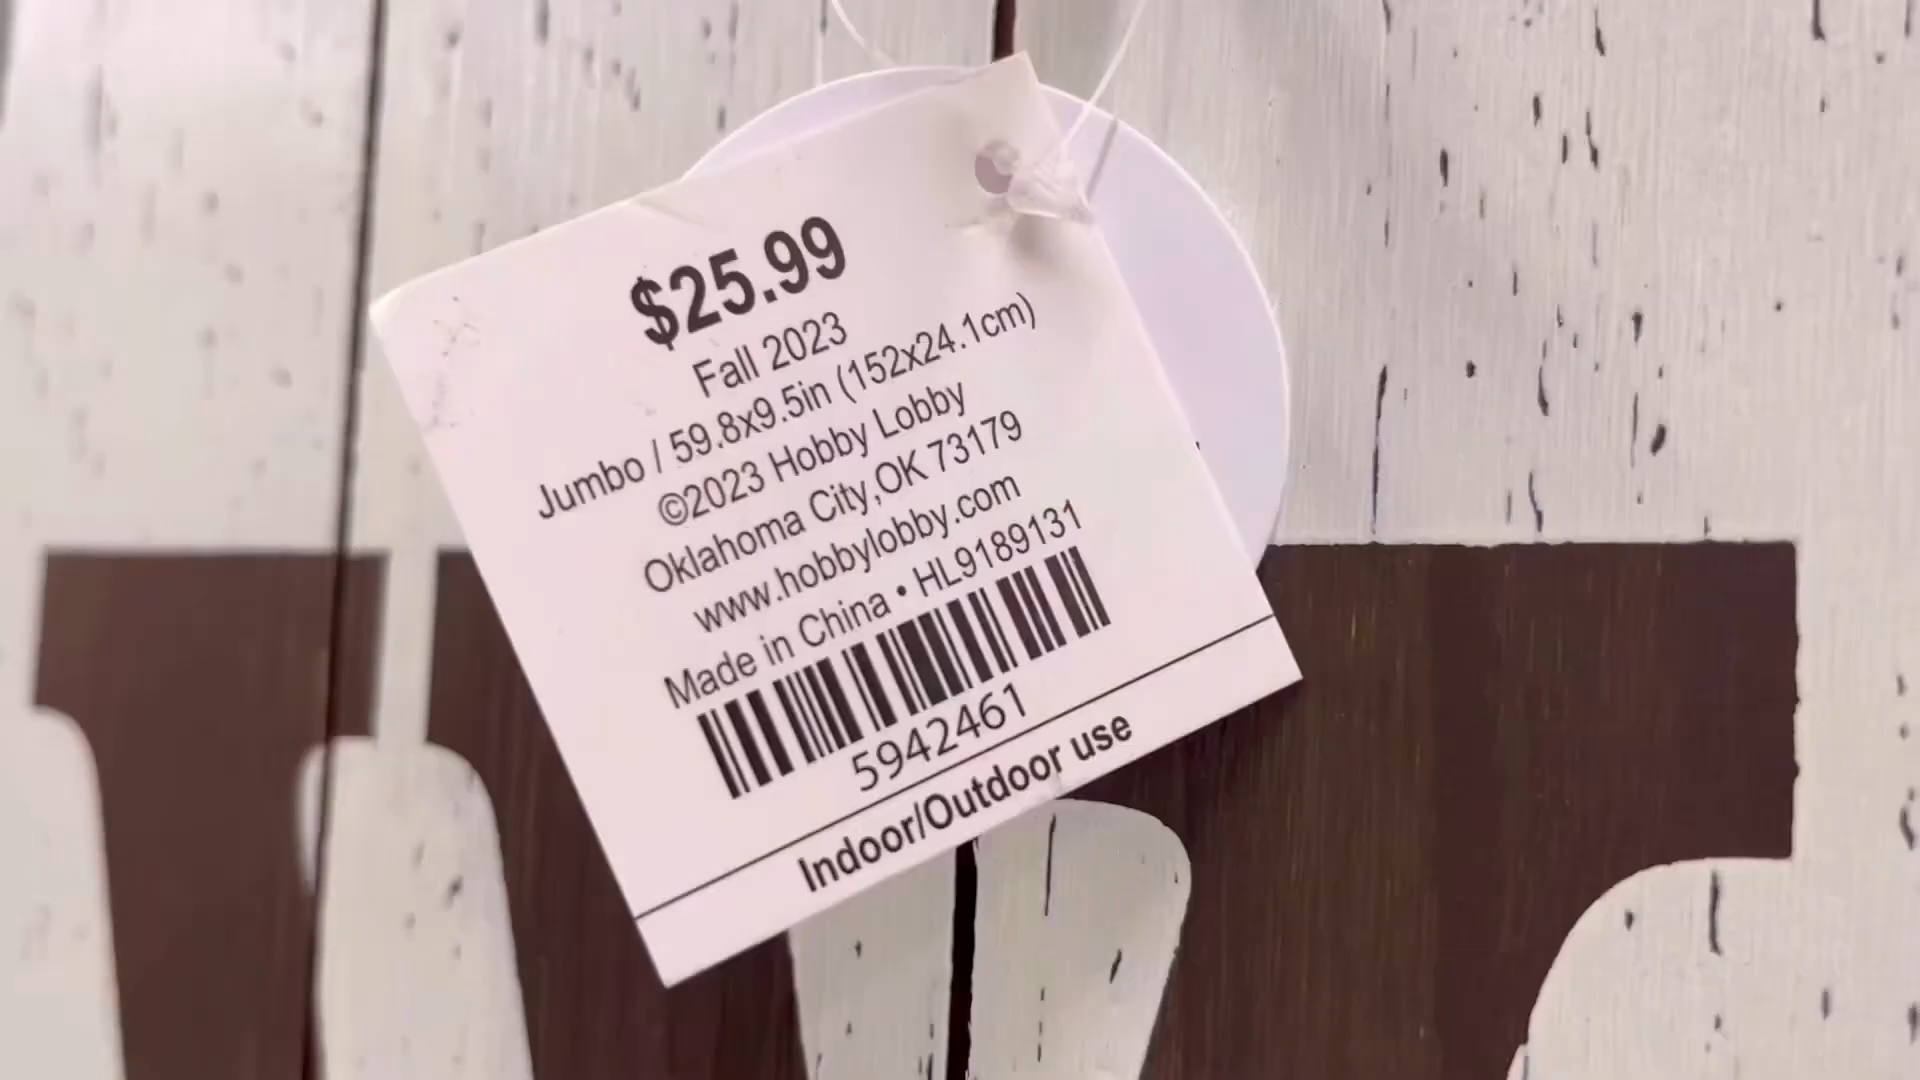 $25.99
Fall 2023
Jumbo / 59.8x9.5in (152x24.1cm)
©2023 Hobby Lobby
Oklahoma City,OK 73179
www.hobbylobby.com
Made in China • HL9189131
5942461
Indoor/Outdoor use